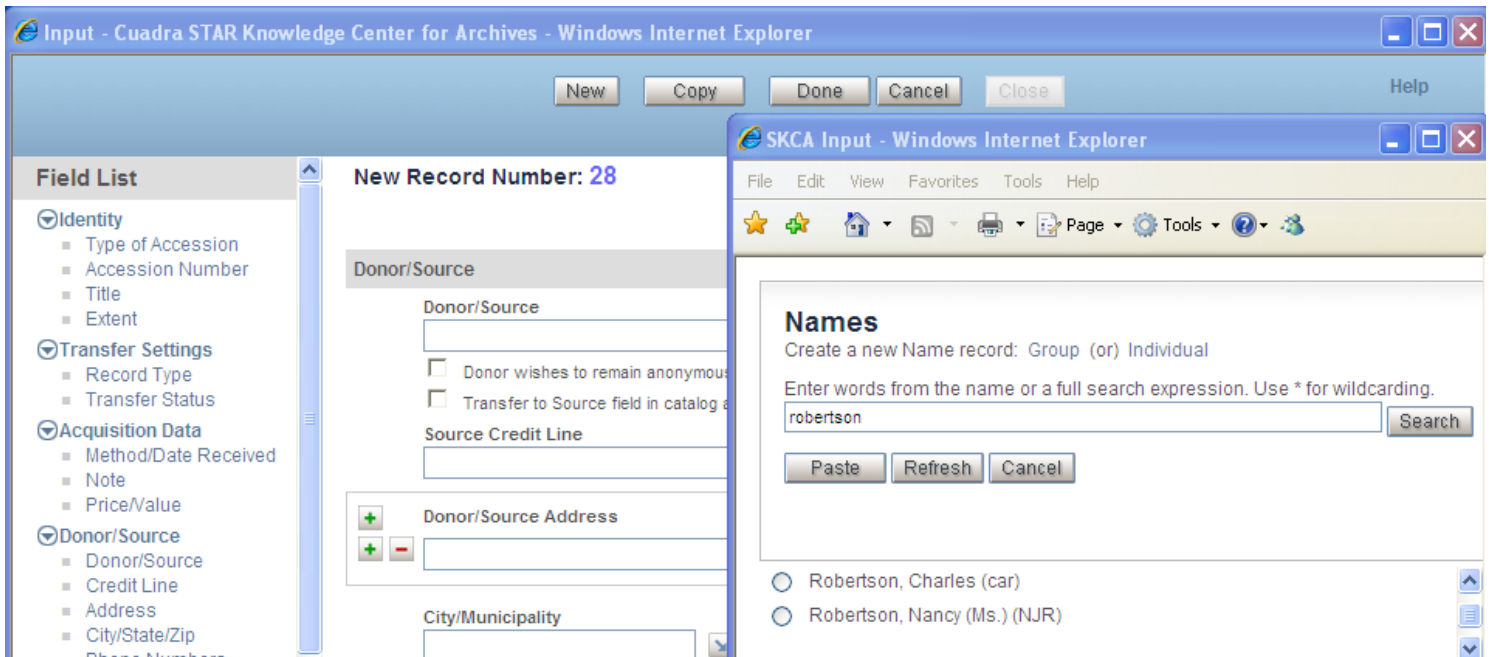 Input - Cuadra STAR Knowledge Center for Archives - Windows Internet Explorer
New Copy Done Cancel Close Help
Field List
Identity
Type of Accession
Accession Number
Title
Extent
Transfer Settings
Record Type
Transfer Status
Acquisition Data
Method/Date Received
Note
Price/Value
Donor/Source
Donor/Source
Credit Line
Address
City/State/Zip
Phone Numbers
New Record Number: 28
Donor/Source
Donor/Source
Donor wishes to remain anonymous
Transfer to Source field in catalog a
Source Credit Line
Donor/Source Address
City/Municipality
SKCA Input - Windows Internet Explorer
File Edit View Favorites Tools Help
Page Tools
Names
Create a new Name record: Group (or) Individual
Enter words from the name or a full search expression. Use * for wildcarding.
robertson
Search
Paste Refresh Cancel
Robertson, Charles (car)
Robertson, Nancy (Ms.) (NJR)